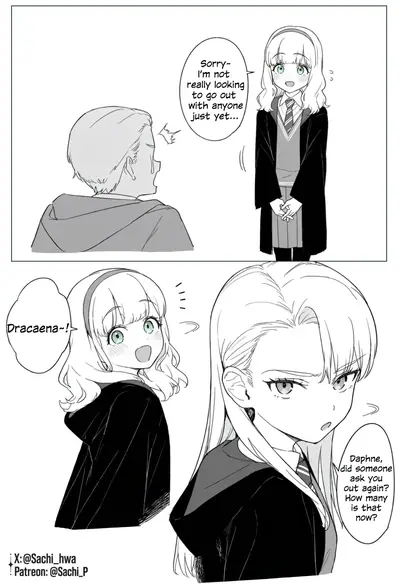 Sorry-
I'm not
really looking
to go out
with anyone
just yet...
Dracaena~!
Daphne,
did someone
ask you
out again?
How many
is that
now?
X:@Sachi_hwa
Patreon: @Sachi_P